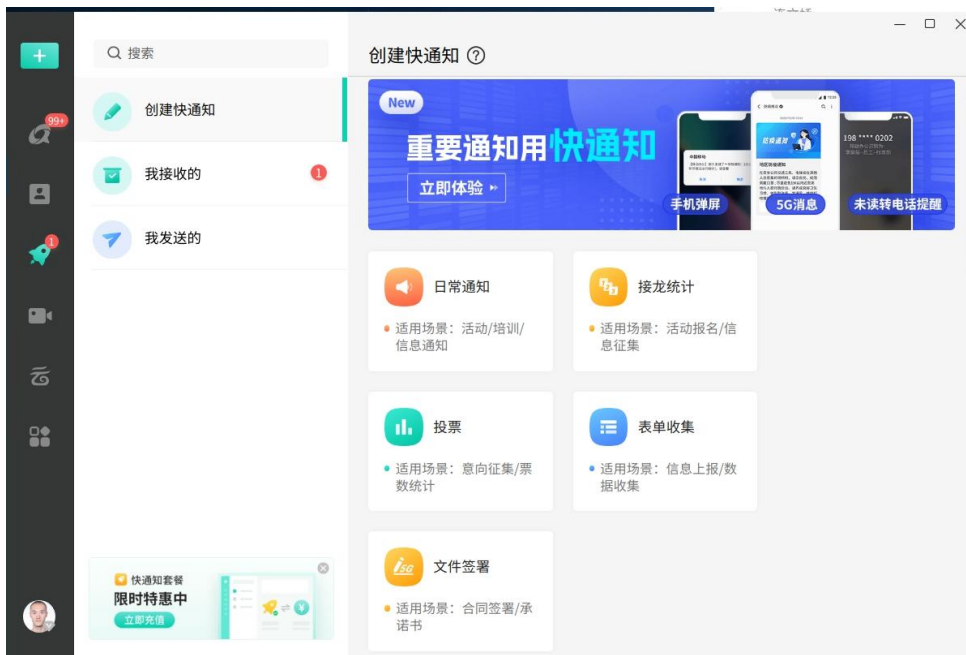 99+
1
搜索
创建快通知
我接收的
1
我发送的
快通知套餐
限时特惠中
立即充值
创建快通知
New
重要通知用快通知
立即体验
手机弹屏
5G消息
未读转电话提醒
198 **** 0202
日常通知
适用场景：活动/培训/
信息通知
接龙统计
适用场景：活动报名/信
息征集
投票
适用场景：意向征集/票
数统计
表单收集
适用场景：信息上报/数
据收集
文件签署
适用场景：合同签署/承
诺书